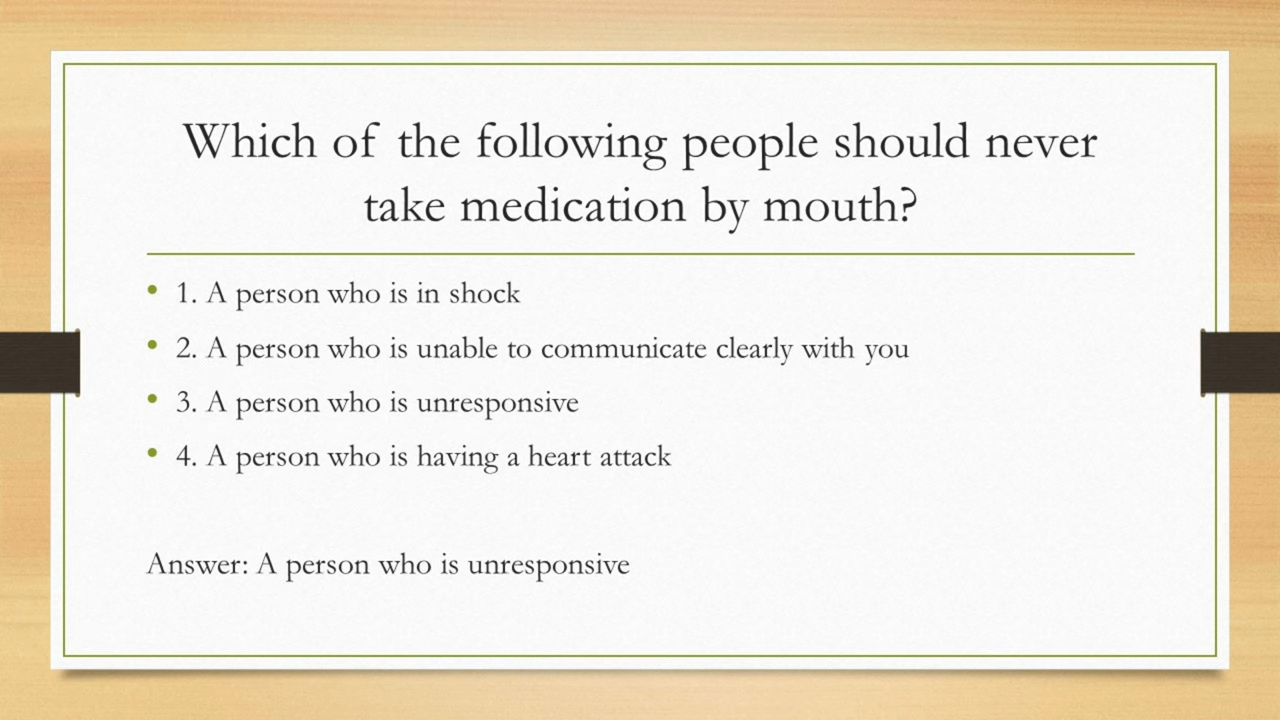 Which of the following people should never
take medication by mouth?
• 1. A person who is in shock
• 2. A person who is unable to communicate clearly with you
• 3. A person who is unresponsive
• 4. A person who is having a heart attack
Answer: A person who is unresponsive